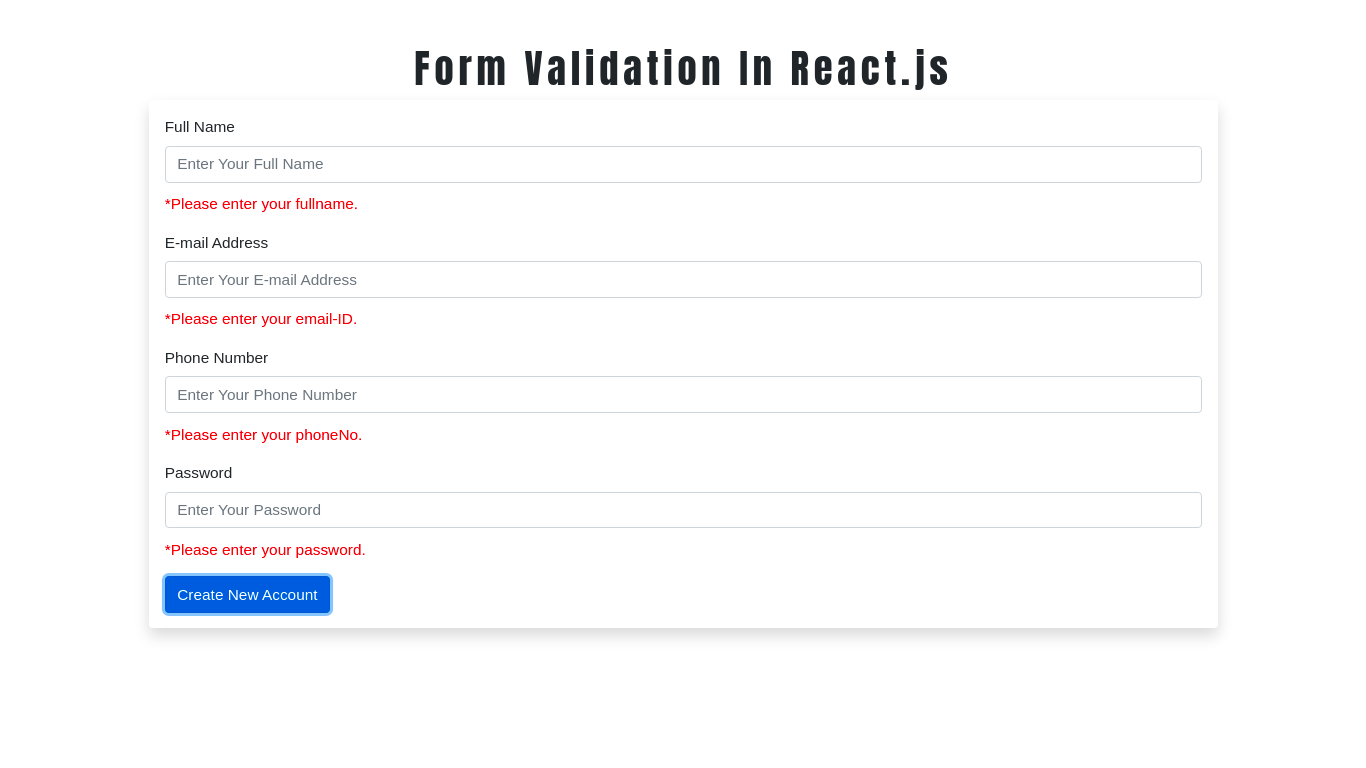 Form Validation In React.js
Full Name
Enter Your Full Name
*Please enter your fullname.
E-mail Address
Enter Your E-mail Address
*Please enter your email-ID.
Phone Number
Enter Your Phone Number
*Please enter your phoneNo.
Password
Enter Your Password
*Please enter your password.
Create New Account